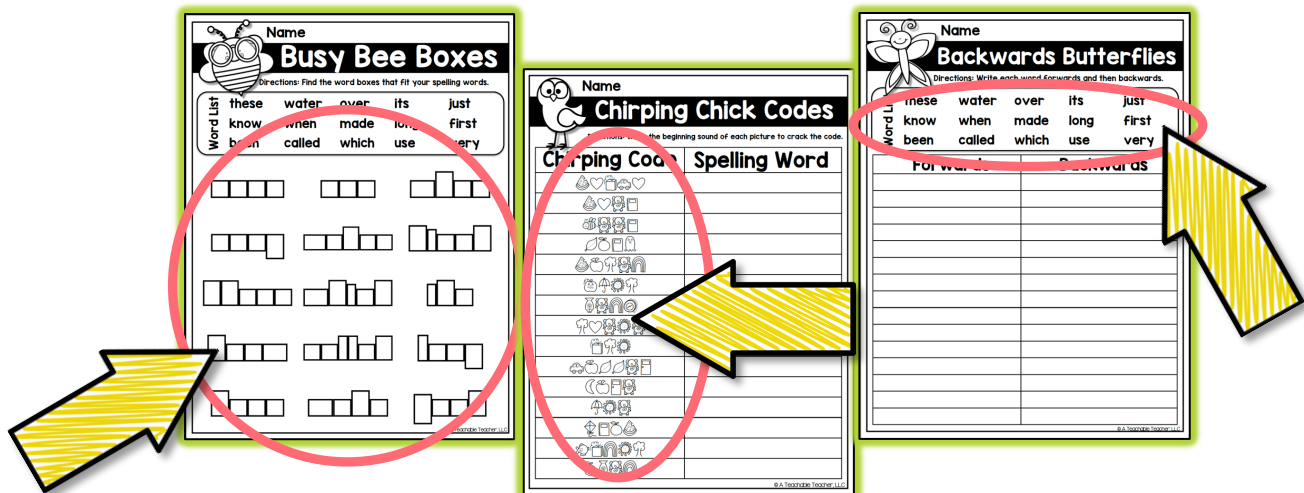 Name
Busy Bee Boxes
Directions: Find the word boxes that fit your spelling words.
Word List
these water over its just
know when made long first
been called which use very
A Teachable Teacher, LLC
Name
Chirping Chick Codes
the beginning sound of each picture to crack the code.
Chirping Code Spelling Word
© A Teachable Teacher, LLC
Name
Backwards Butterflies
Directions: Write each word forwards and then backwards.
Word List
these water over its just
know when made long first
been called which use very
Forwards Backwards
© A Teachable Teacher, LLC